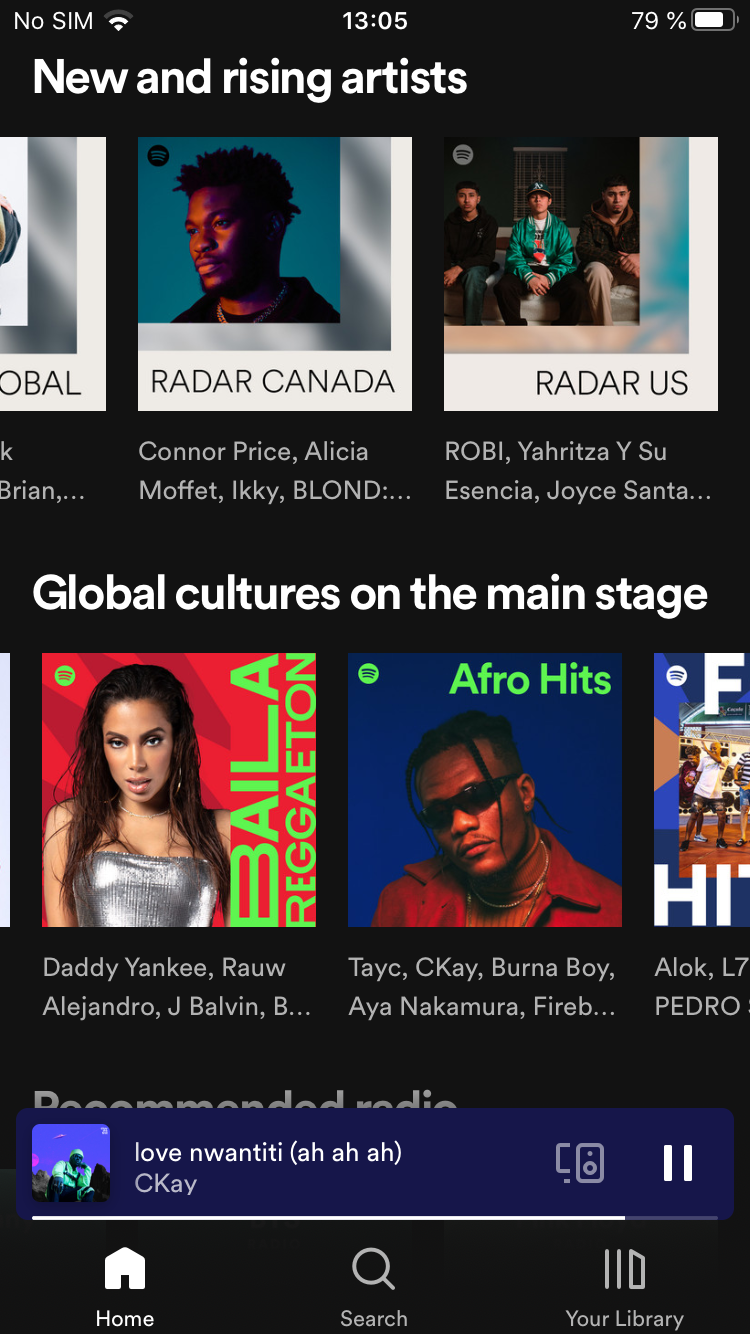 No SIM 13:05 79 %
New and rising artists
OBAL
RADAR CANADA
RADAR US
k
Brian,...
Connor Price, Alicia
Moffet, Ikky, BLOND:...
ROBI, Yahritza Y Su
Esencia, Joyce Santa...
Global cultures on the main stage
BAILA
REGGAETON
Afro Hits
F
HIT
Daddy Yankee, Rauw
Alejandro, J Balvin, B...
Tayc, CKay, Burna Boy,
Aya Nakamura, Fireb...
Alok, L7
PEDRO
Recommended radio
love nwantiti (ah ah ah)
CKay
Home
Search
Your Library